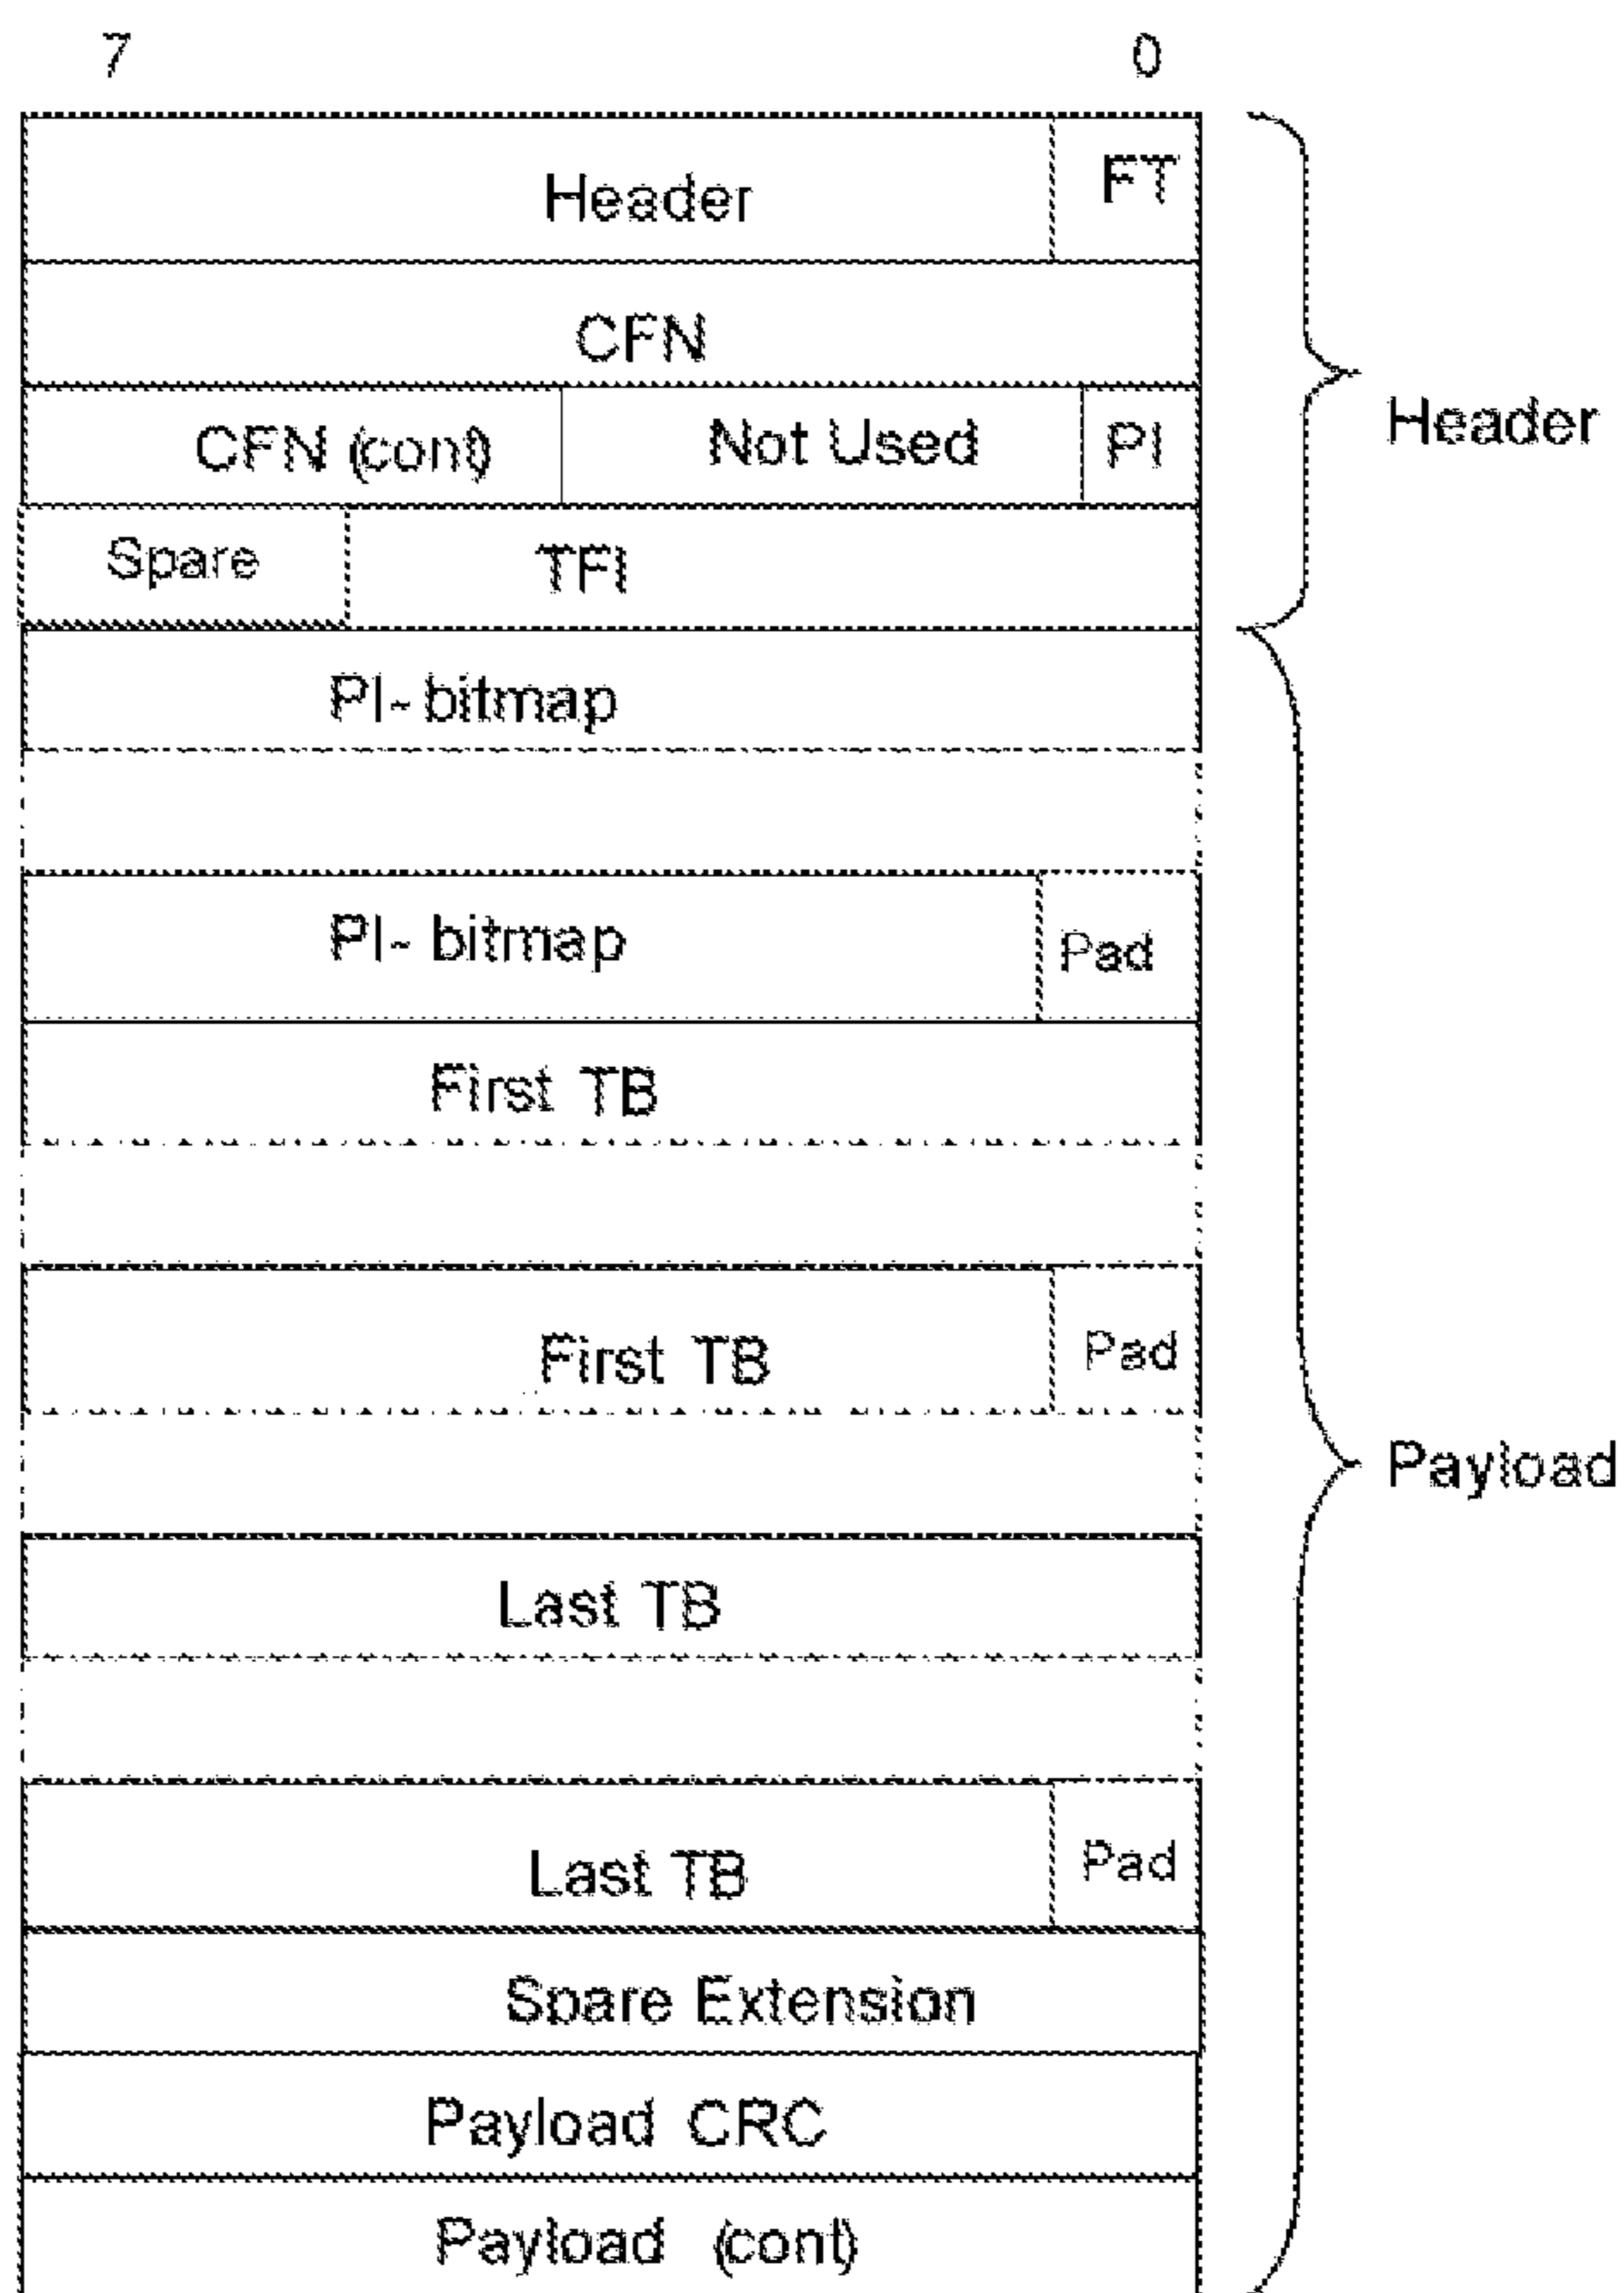 7 0
Header FT
CFN
CFN (cont) Not Used PI
Header
Spare TFI
PI- bitmap
PI- bitmap Pad
First TB
First TB Pad
Payload
Last TB
Last TB Pad
Spare Extension
Payload CRC
Payload (cont)